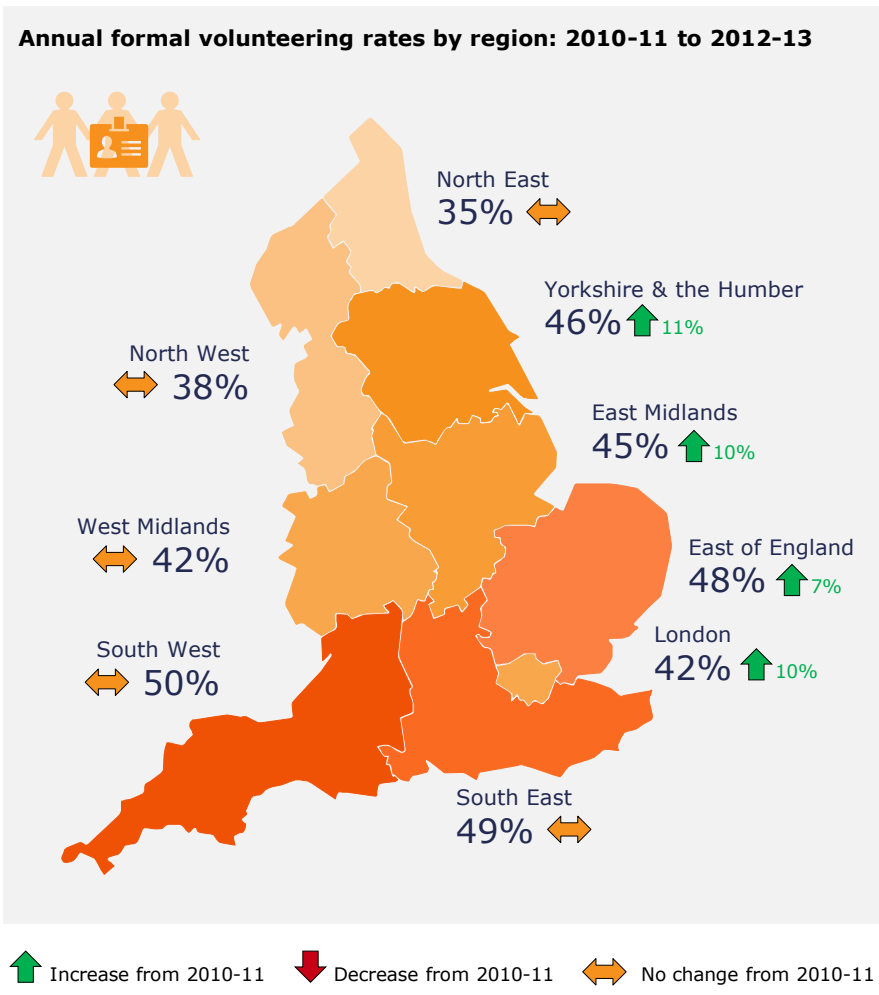 Annual formal volunteering rates by region: 2010-11 to 2012-13
North East
35%
Yorkshire & the Humber
46% 11%
North West
38%
East Midlands
45% 10%
West Midlands
42%
East of England
48% 7%
London
42% 10%
South West
50%
South East
49%
Increase from 2010-11 Decrease from 2010-11 No change from 2010-11